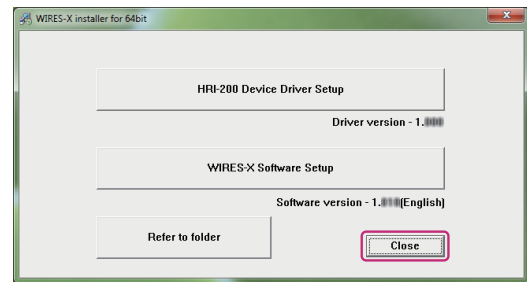 WIRES-X installer for 64bit
HRI-200 Device Driver Setup
Driver version - 1.
WIRES-X Software Setup
Software version - 1. (English)
Refer to folder
Close